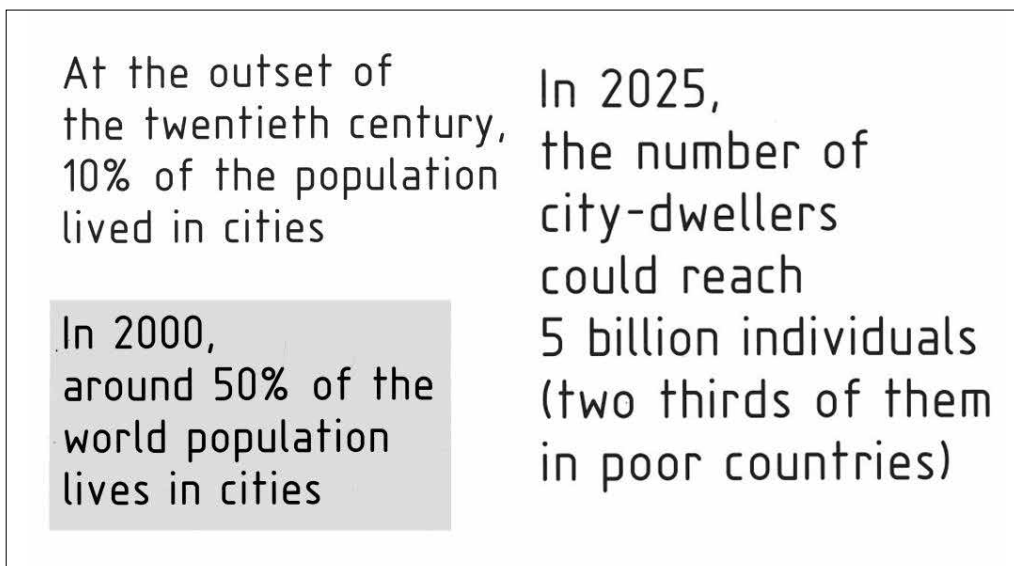 At the outset of
the twentieth century,
10% of the population
lived in cities
In 2000,
around 50% of the
world population
lives in cities
In 2025,
the number of
city-dwellers
could reach
5 billion individuals
(two thirds of them
in poor countries)